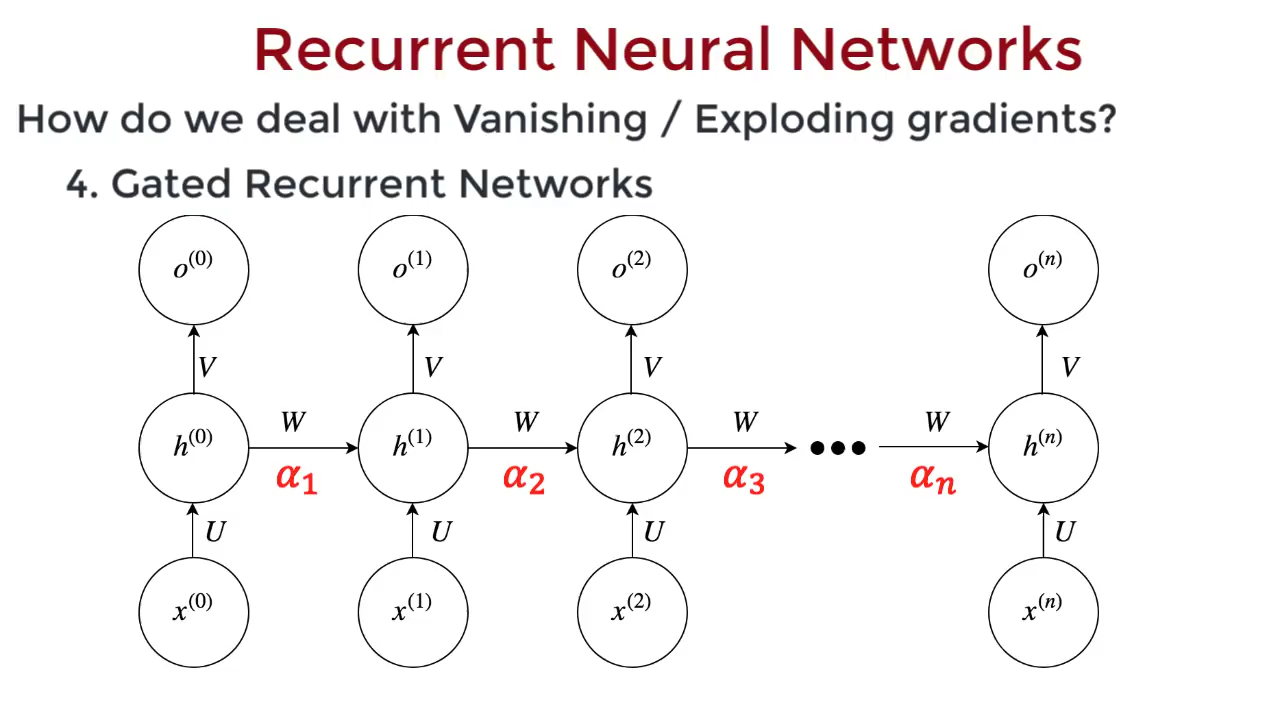 Recurrent Neural Networks
How do we deal with Vanishing / Exploding gradients?
4. Gated Recurrent Networks
o⁽⁰⁾ o⁽¹⁾ o⁽²⁾ o⁽ⁿ⁾
V V V V
W W W W
h⁽⁰⁾ h⁽¹⁾ h⁽²⁾ ••• h⁽ⁿ⁾
α₁ α₂ α₃ αₙ
U U U U
x⁽⁰⁾ x⁽¹⁾ x⁽²⁾ x⁽ⁿ⁾